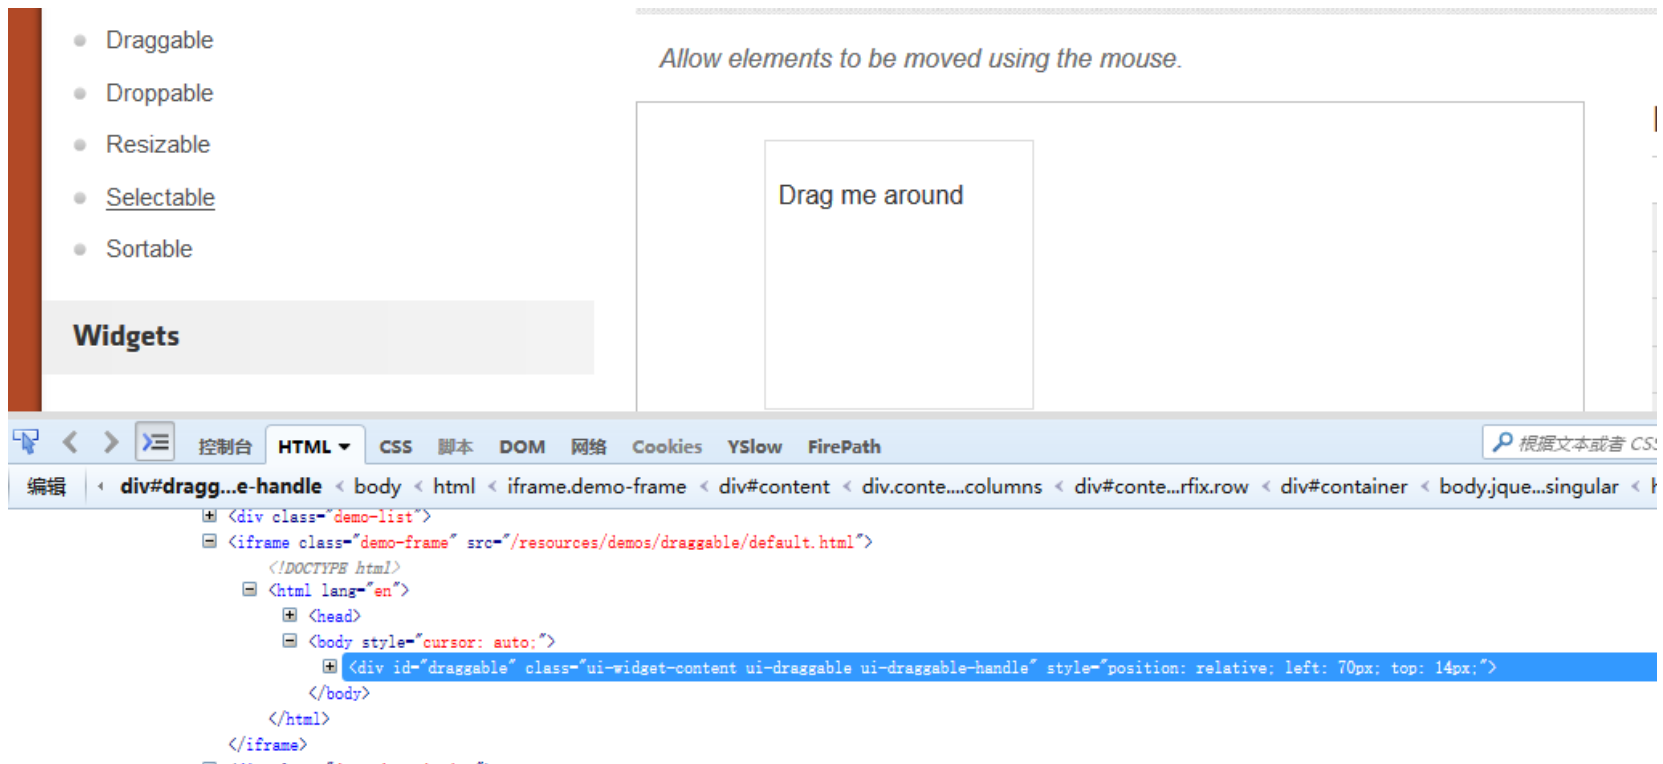 Draggable
Allow elements to be moved using the mouse.
Droppable
Resizable
Selectable
Drag me around
Sortable
Widgets
控制台 HTML CSS 脚本 DOM 网络 Cookies YSlow FirePath 根据文本或者 CSS
编辑 div#dragg...e-handle < body < html < iframe.demo-frame < div#content < div.conte....columns < div#conte...rfix.row < div#container < body.jque...singular <
<div class="demo-list">
<iframe class="demo-frame" src="/resources/demos/draggable/default.html">
<!DOCTYPE html>
<html lang="en">
<head>
<body style="cursor: auto;">
<div id="draggable" class="ui-widget-content ui-draggable ui-draggable-handle" style="position: relative; left: 70px; top: 14px;">
</body>
</html>
</iframe>